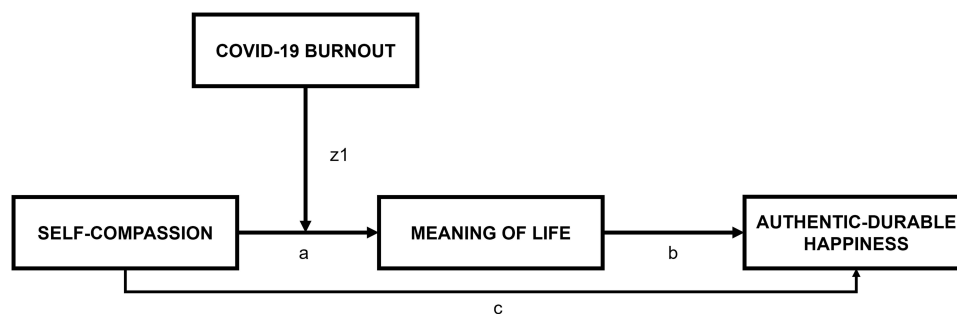 COVID-19 BURNOUT
z1
SELF-COMPASSION
a
MEANING OF LIFE
b
AUTHENTIC-DURABLE
HAPPINESS
c